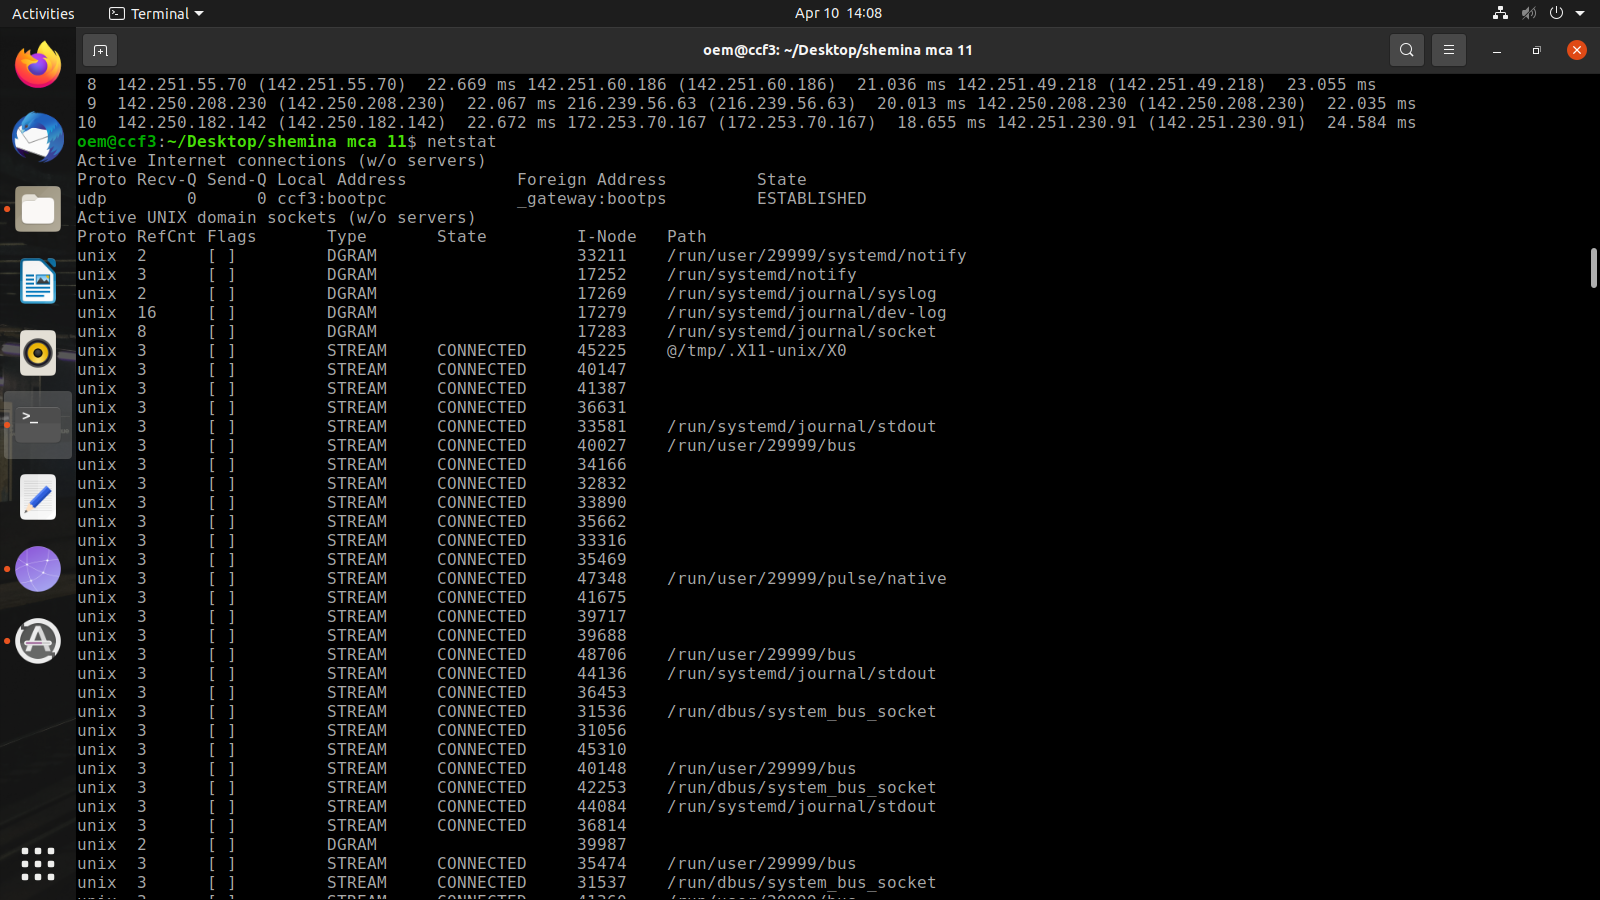 Activities Terminal Apr 10 14:08
oem@ccf3: ~/Desktop/shemina mca 11
8 142.251.55.70 (142.251.55.70) 22.669 ms 142.251.60.186 (142.251.60.186) 21.036 ms 142.251.49.218 (142.251.49.218) 23.055 ms
9 142.250.208.230 (142.250.208.230) 22.067 ms 216.239.56.63 (216.239.56.63) 20.013 ms 142.250.208.230 (142.250.208.230) 22.035 ms
10 142.250.182.142 (142.250.182.142) 22.672 ms 172.253.70.167 (172.253.70.167) 18.655 ms 142.251.230.91 (142.251.230.91) 24.584 ms
oem@ccf3:~/Desktop/shemina mca 11$ netstat
Active Internet connections (w/o servers)
Proto Recv-Q Send-Q Local Address Foreign Address State
udp 0 0 ccf3:bootpc _gateway:bootps ESTABLISHED
Active UNIX domain sockets (w/o servers)
Proto RefCnt Flags Type State I-Node Path
unix 2 [ ] DGRAM 33211 /run/user/29999/systemd/notify
unix 3 [ ] DGRAM 17252 /run/systemd/notify
unix 2 [ ] DGRAM 17269 /run/systemd/journal/syslog
unix 16 [ ] DGRAM 17279 /run/systemd/journal/dev-log
unix 8 [ ] DGRAM 17283 /run/systemd/journal/socket
unix 3 [ ] STREAM CONNECTED 45225 @/tmp/.X11-unix/X0
unix 3 [ ] STREAM CONNECTED 40147
unix 3 [ ] STREAM CONNECTED 41387
unix 3 [ ] STREAM CONNECTED 36631
unix 3 [ ] STREAM CONNECTED 33581 /run/systemd/journal/stdout
unix 3 [ ] STREAM CONNECTED 40027 /run/user/29999/bus
unix 3 [ ] STREAM CONNECTED 34166
unix 3 [ ] STREAM CONNECTED 32832
unix 3 [ ] STREAM CONNECTED 33890
unix 3 [ ] STREAM CONNECTED 35662
unix 3 [ ] STREAM CONNECTED 33316
unix 3 [ ] STREAM CONNECTED 35469
unix 3 [ ] STREAM CONNECTED 47348 /run/user/29999/pulse/native
unix 3 [ ] STREAM CONNECTED 41675
unix 3 [ ] STREAM CONNECTED 39717
unix 3 [ ] STREAM CONNECTED 39688
unix 3 [ ] STREAM CONNECTED 48706 /run/user/29999/bus
unix 3 [ ] STREAM CONNECTED 44136 /run/systemd/journal/stdout
unix 3 [ ] STREAM CONNECTED 36453
unix 3 [ ] STREAM CONNECTED 31536 /run/dbus/system_bus_socket
unix 3 [ ] STREAM CONNECTED 31056
unix 3 [ ] STREAM CONNECTED 45310
unix 3 [ ] STREAM CONNECTED 40148 /run/user/29999/bus
unix 3 [ ] STREAM CONNECTED 42253 /run/dbus/system_bus_socket
unix 3 [ ] STREAM CONNECTED 44084 /run/systemd/journal/stdout
unix 3 [ ] STREAM CONNECTED 36814
unix 2 [ ] DGRAM 39987
unix 3 [ ] STREAM CONNECTED 35474 /run/user/29999/bus
unix 3 [ ] STREAM CONNECTED 31537 /run/dbus/system_bus_socket